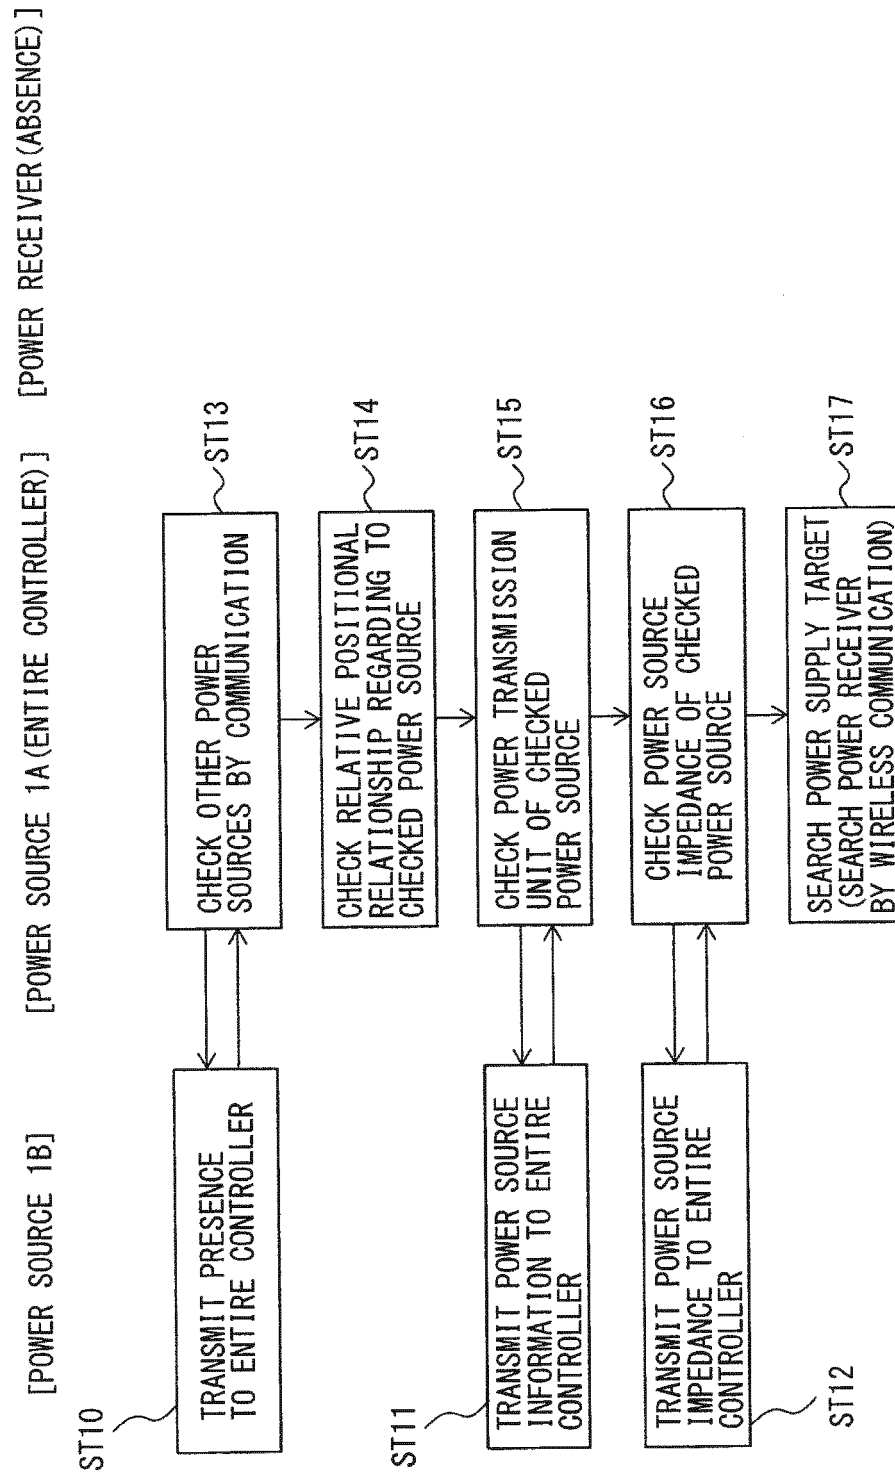 [POWER SOURCE 1B]
[POWER SOURCE 1A(ENTIRE CONTROLLER)]
[POWER RECEIVER(ABSENCE)]
ST10
TRANSMIT PRESENCE
TO ENTIRE CONTROLLER
CHECK OTHER POWER
SOURCES BY COMMUNICATION
ST13
CHECK RELATIVE POSITIONAL
RELATIONSHIP REGARDING TO
CHECKED POWER SOURCE
ST14
ST11
TRANSMIT POWER SOURCE
INFORMATION TO ENTIRE
CONTROLLER
CHECK POWER TRANSMISSION
UNIT OF CHECKED
POWER SOURCE
ST15
TRANSMIT POWER SOURCE
IMPEDANCE TO ENTIRE
CONTROLLER
ST12
CHECK POWER SOURCE
IMPEDANCE OF CHECKED
POWER SOURCE
ST16
SEARCH POWER SUPPLY TARGET
(SEARCH POWER RECEIVER
BY WIRELESS COMMUNICATION)
ST17